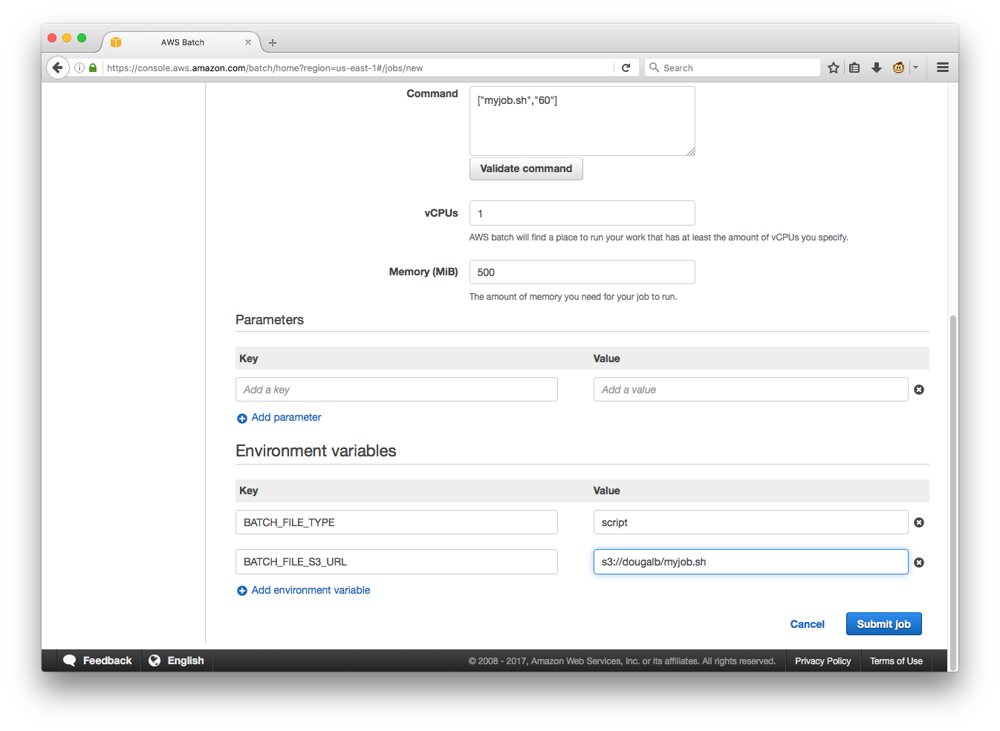 AWS Batch
https://console.aws.amazon.com/batch/home?region=us-east-1#/jobs/new
Search
Command
["myjob.sh","60"]
Validate command
vCPUs
1
AWS batch will find a place to run your work that has at least the amount of vCPUs you specify.
Memory (MiB)
500
The amount of memory you need for your job to run.
Parameters
Key Value
Add a key Add a value
Add parameter
Environment variables
Key Value
BATCH_FILE_TYPE script
BATCH_FILE_S3_URL s3://dougalb/myjob.sh
Add environment variable
Cancel Submit job
Feedback English © 2008 - 2017, Amazon Web Services, Inc. or its affiliates. All rights reserved. Privacy Policy Terms of Use